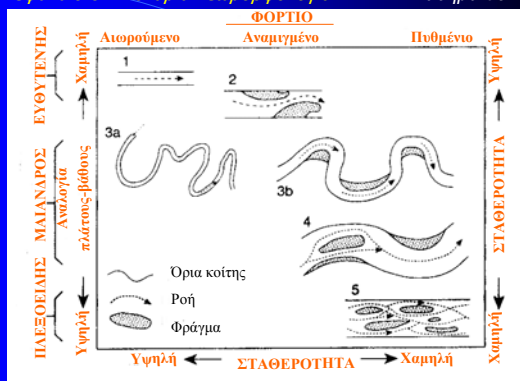 ΦΟΡΤΙΟ
Αιωρούμενο Αναμιγμένο Πυθμένιο
ΕΥΘΥΤΕΝΗΣ
ΜΑΙΑΝΔΡΟΣ
ΠΛΕΞΟΕΙΔΗΣ
Χαμηλή
Αναλογία
πλάτους-βάθους
Υψηλή
1
2
3a
3b
4
5
Όρια κοίτης
Ροή
Φράγμα
Υψηλή
ΣΤΑΘΕΡΟΤΗΤΑ
Χαμηλή
Υψηλή ΣΤΑΘΕΡΟΤΗΤΑ Χαμηλή